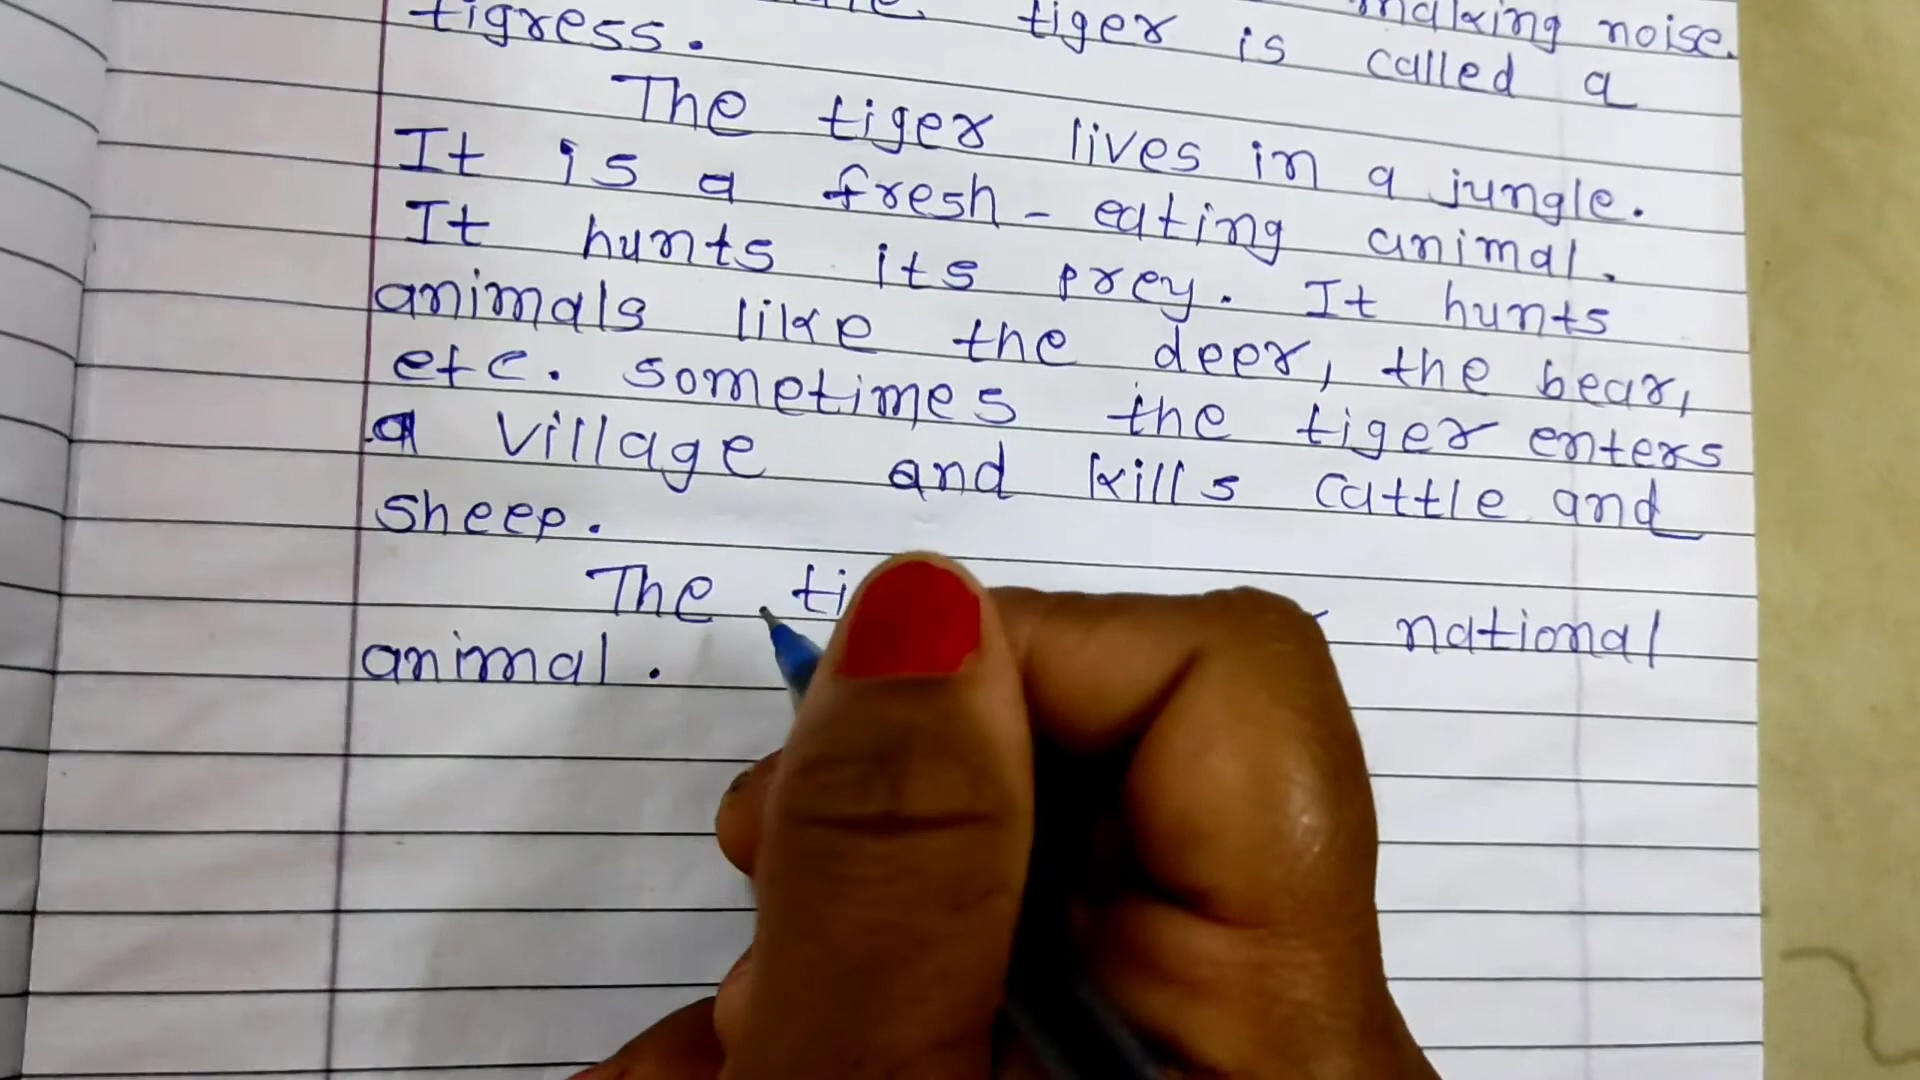 making noise.
tiger is called a
tigress.
The tiger lives in a jungle.
It is a fresh-eating animal.
It hunts its prey. It hunts
animals like the deer, the bear,
etc. sometimes the tiger enters
a village and kills cattle and
sheep.
The national
animal.